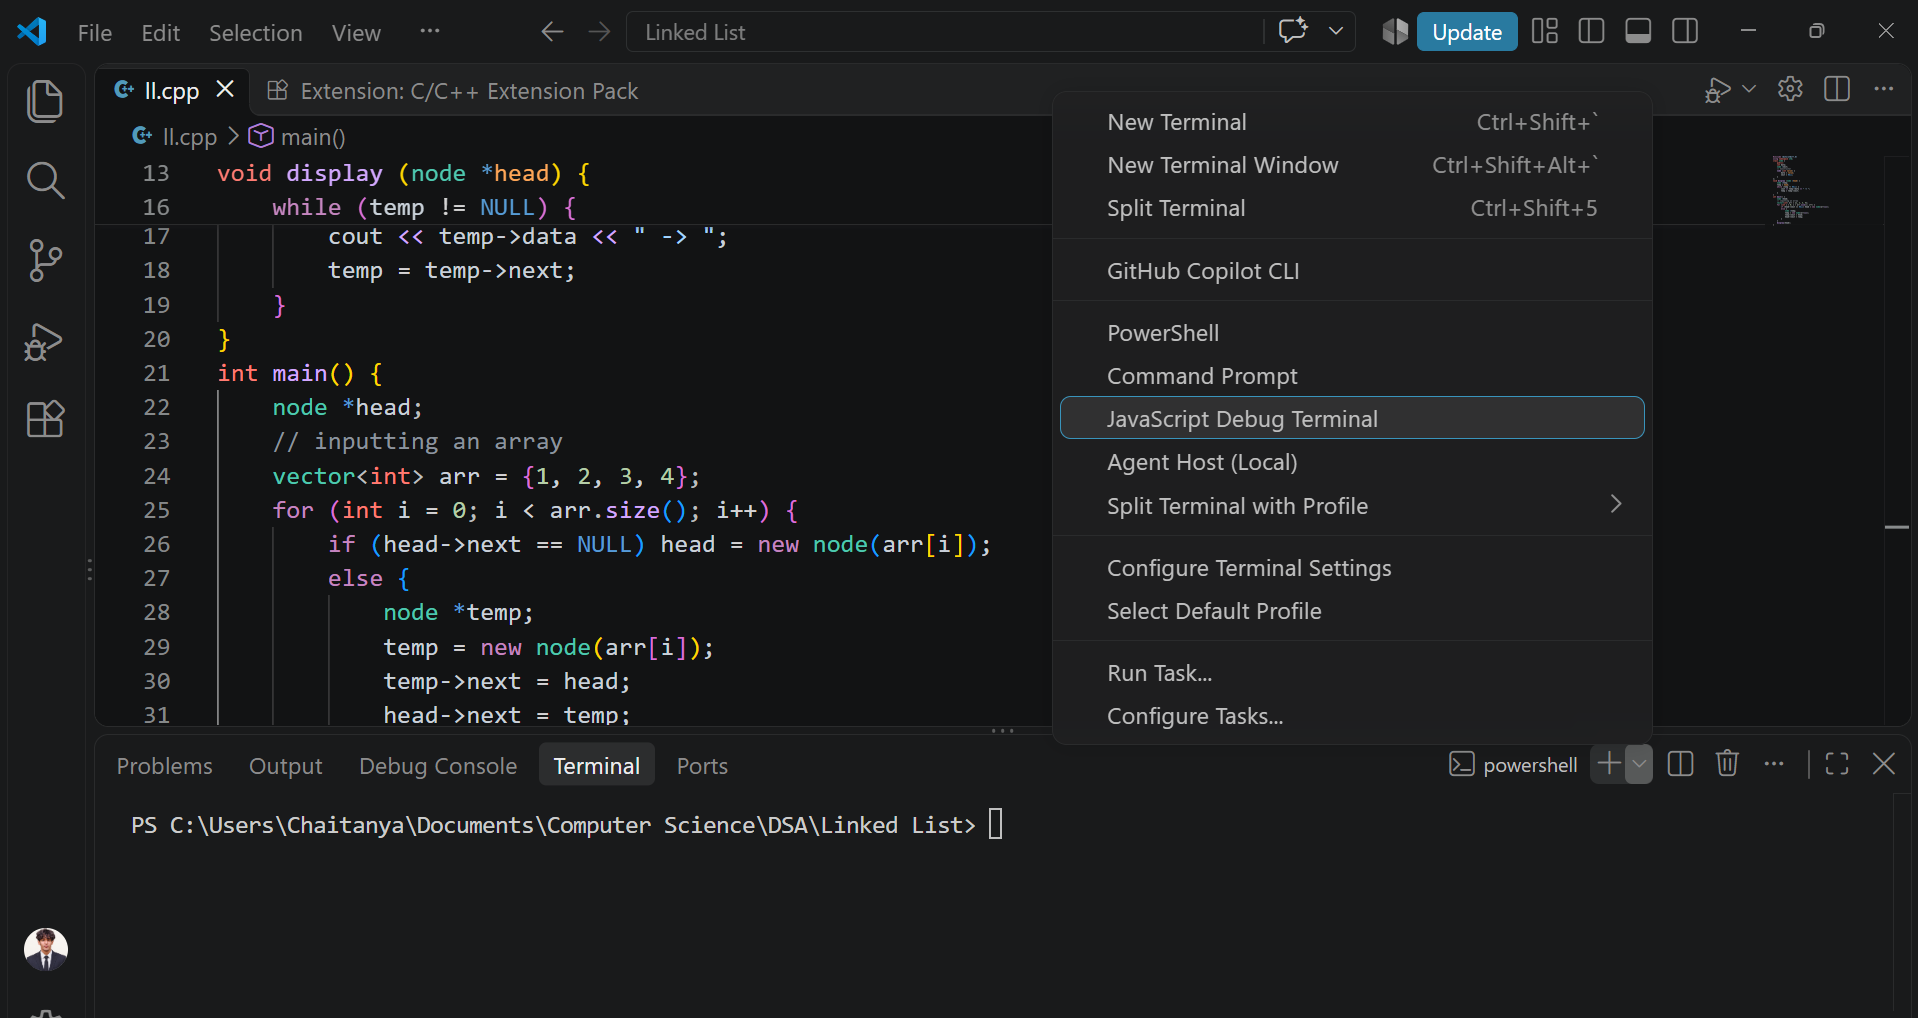 File Edit Selection View ··· Linked List Update
ll.cpp Extension: C/C++ Extension Pack
ll.cpp > main()
13 void display (node *head) {
16 while (temp != NULL) {
17 cout << temp->data << " -> ";
18 temp = temp->next;
19 }
20 }
21 int main() {
22 node *head;
23 // inputting an array
24 vector<int> arr = {1, 2, 3, 4};
25 for (int i = 0; i < arr.size(); i++) {
26 if (head->next == NULL) head = new node(arr[i]);
27 else {
28 node *temp;
29 temp = new node(arr[i]);
30 temp->next = head;
31 head->next = temp;
New Terminal Ctrl+Shift+`
New Terminal Window Ctrl+Shift+Alt+`
Split Terminal Ctrl+Shift+5
GitHub Copilot CLI
PowerShell
Command Prompt
JavaScript Debug Terminal
Agent Host (Local)
Split Terminal with Profile
Configure Terminal Settings
Select Default Profile
Run Task...
Configure Tasks...
Problems Output Debug Console Terminal Ports powershell
PS C:\Users\Chaitanya\Documents\Computer Science\DSA\Linked List>